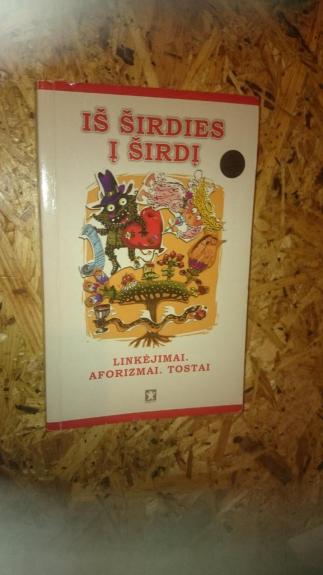 IŠ ŠIRDIES
Į ŠIRDĮ
LINKĖJIMAI.
AFORIZMAI. TOSTAI